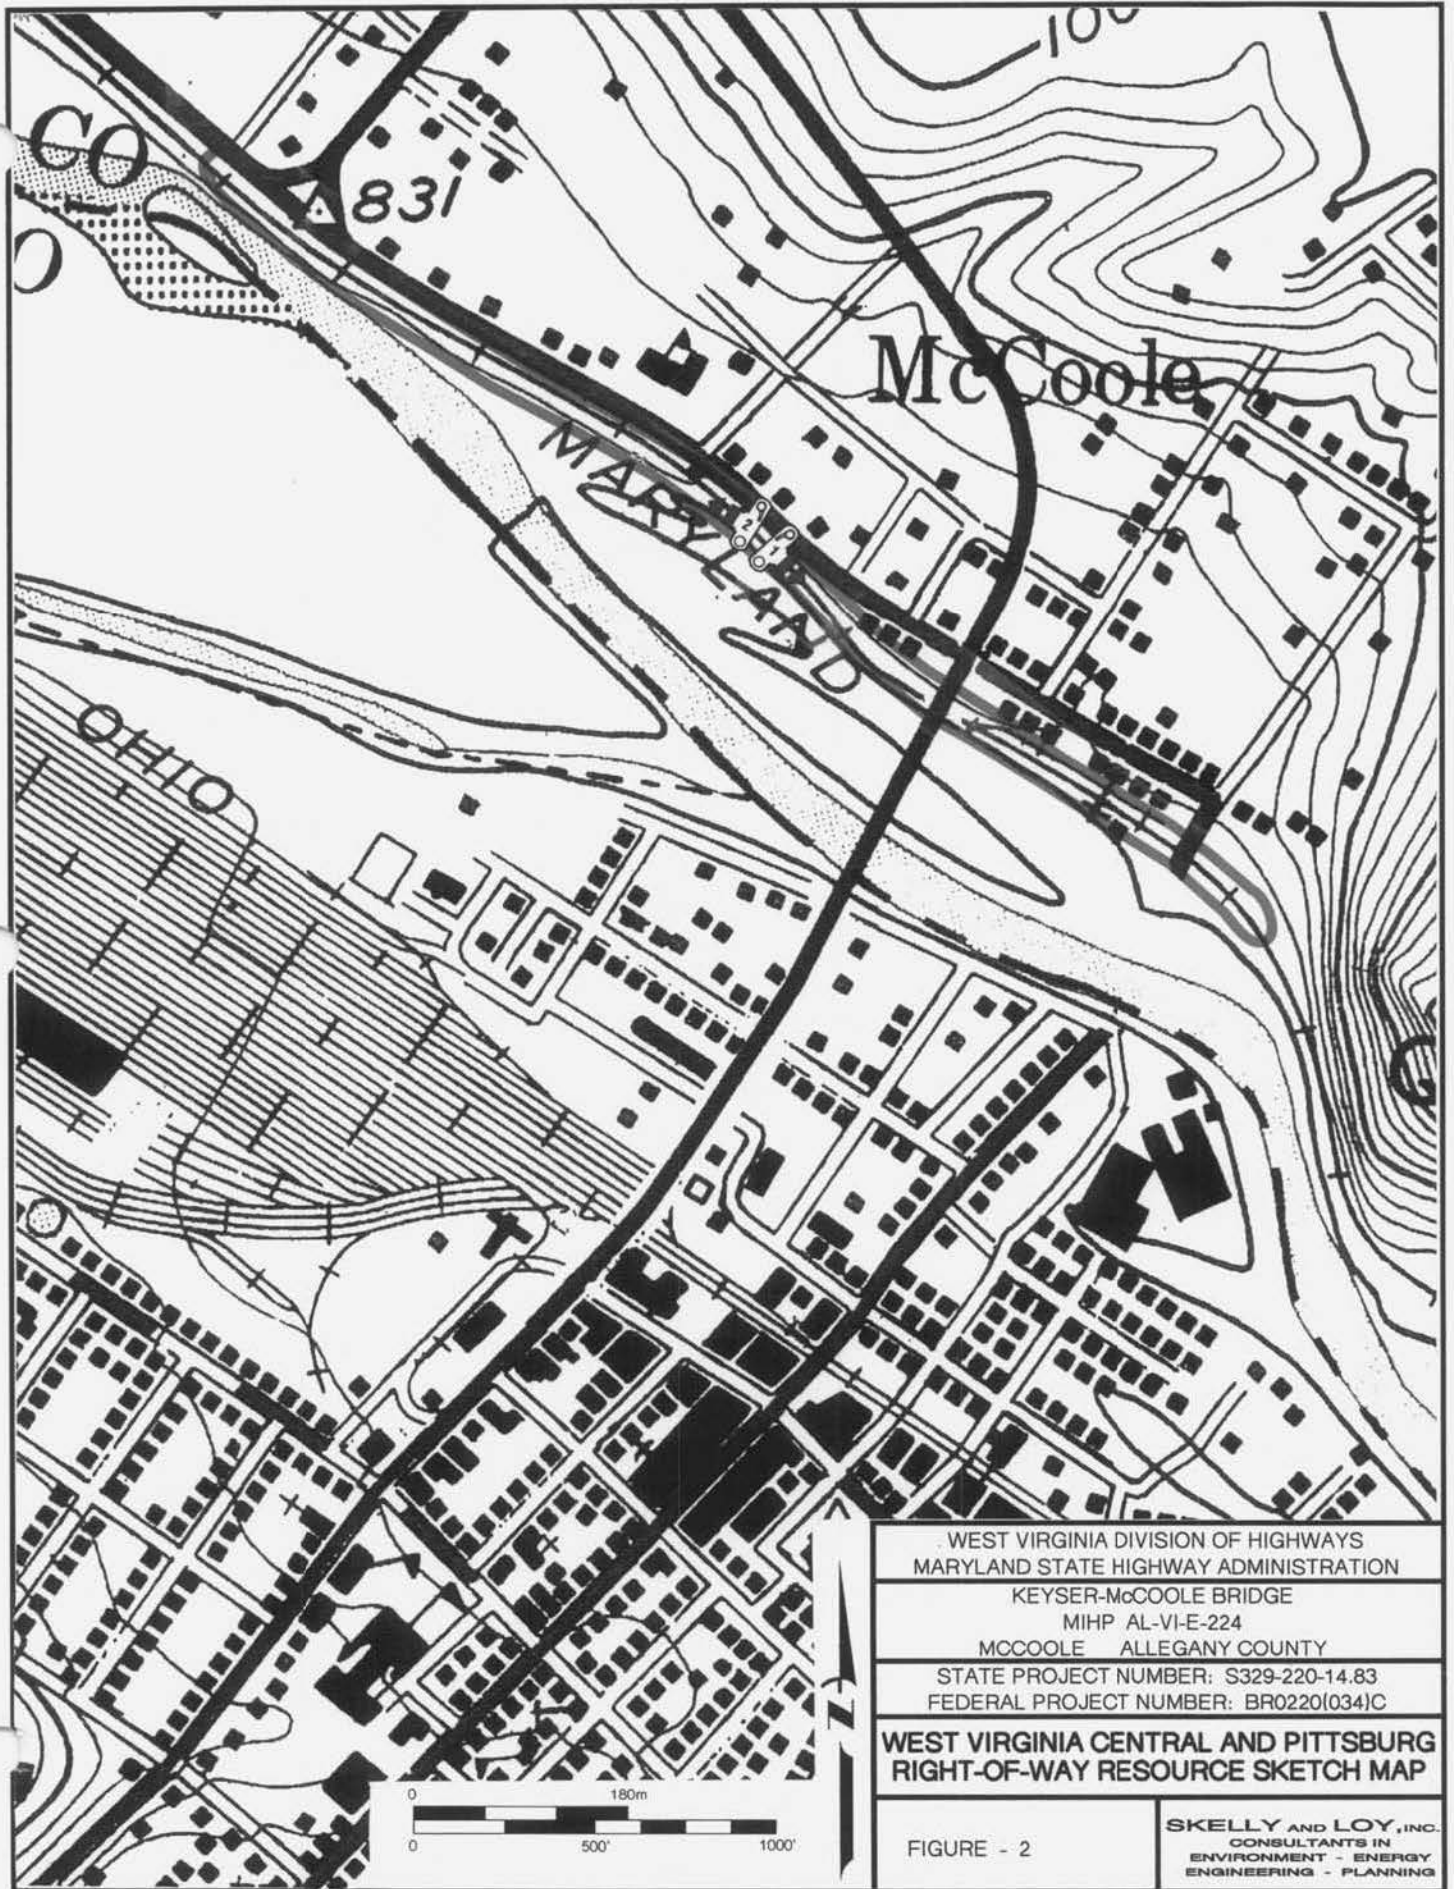 100
CO
831
O
McCoole
MARYLAND
2
1
OHIO
N
0 180m
0 500' 1000'
WEST VIRGINIA DIVISION OF HIGHWAYS
MARYLAND STATE HIGHWAY ADMINISTRATION
KEYSER-McCOOLE BRIDGE
MIHP AL-VI-E-224
MCCOOLE ALLEGANY COUNTY
STATE PROJECT NUMBER: S329-220-14.83
FEDERAL PROJECT NUMBER: BR0220(034)C
WEST VIRGINIA CENTRAL AND PITTSBURG
RIGHT-OF-WAY RESOURCE SKETCH MAP
FIGURE - 2
SKELLY AND LOY, INC.
CONSULTANTS IN
ENVIRONMENT - ENERGY
ENGINEERING - PLANNING